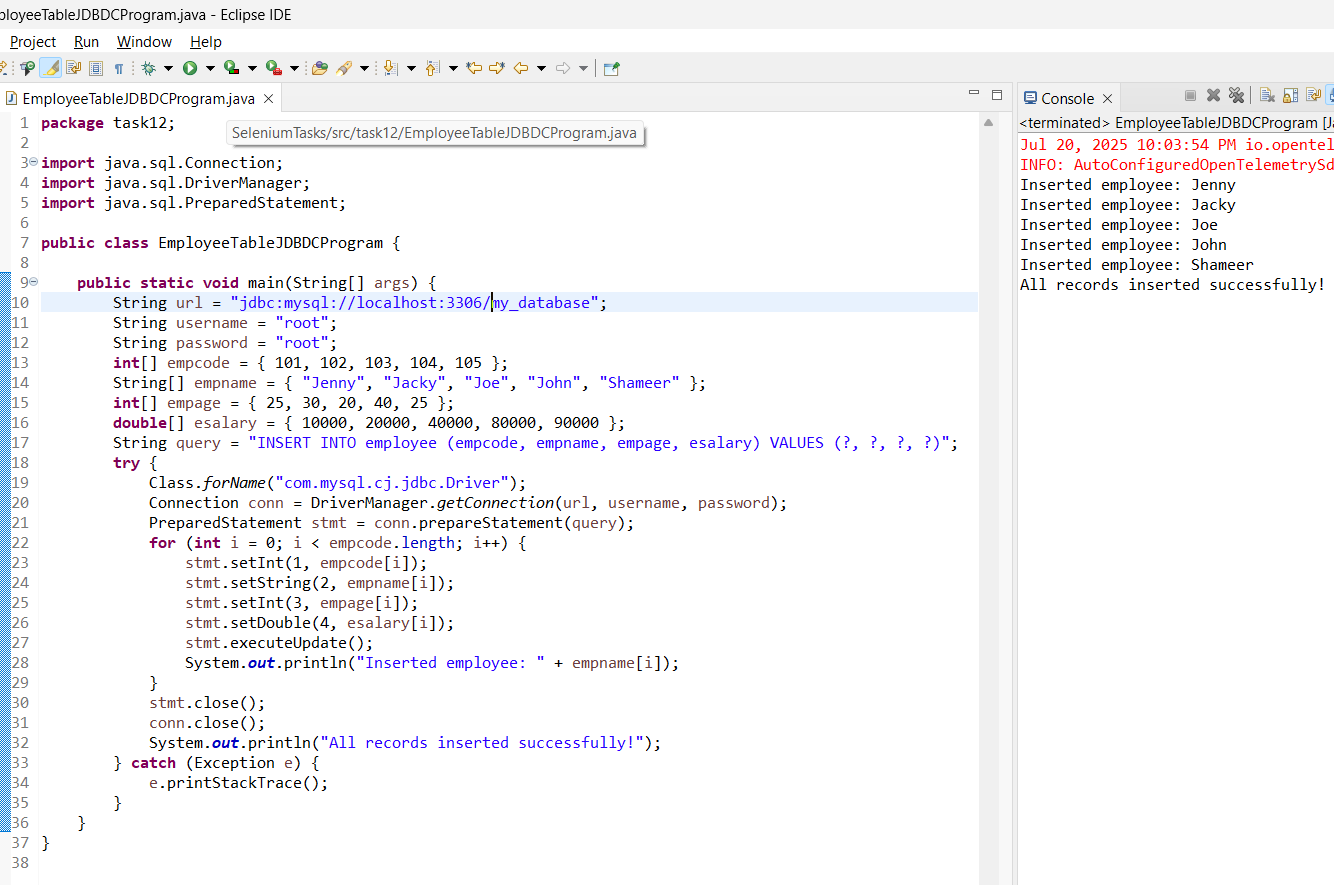 ployeeTableJDBDCProgram.java - Eclipse IDE
Project Run Window Help
EmployeeTableJDBDCProgram.java
SeleniumTasks/src/task12/EmployeeTableJDBDCProgram.java
1 package task12;
2
3 import java.sql.Connection;
4 import java.sql.DriverManager;
5 import java.sql.PreparedStatement;
6
7 public class EmployeeTableJDBDCProgram {
8
9     public static void main(String[] args) {
10         String url = "jdbc:mysql://localhost:3306/my_database";
11         String username = "root";
12         String password = "root";
13         int[] empcode = { 101, 102, 103, 104, 105 };
14         String[] empname = { "Jenny", "Jacky", "Joe", "John", "Shameer" };
15         int[] empage = { 25, 30, 20, 40, 25 };
16         double[] esalary = { 10000, 20000, 40000, 80000, 90000 };
17         String query = "INSERT INTO employee (empcode, empname, empage, esalary) VALUES (?, ?, ?, ?)";
18         try {
19             Class.forName("com.mysql.cj.jdbc.Driver");
20             Connection conn = DriverManager.getConnection(url, username, password);
21             PreparedStatement stmt = conn.prepareStatement(query);
22             for (int i = 0; i < empcode.length; i++) {
23                 stmt.setInt(1, empcode[i]);
24                 stmt.setString(2, empname[i]);
25                 stmt.setInt(3, empage[i]);
26                 stmt.setDouble(4, esalary[i]);
27                 stmt.executeUpdate();
28                 System.out.println("Inserted employee: " + empname[i]);
29             }
30             stmt.close();
31             conn.close();
32             System.out.println("All records inserted successfully!");
33         } catch (Exception e) {
34             e.printStackTrace();
35         }
36     }
37 }
38
Console
<terminated> EmployeeTableJDBDCProgram [Ja
Jul 20, 2025 10:03:54 PM io.opentel
INFO: AutoConfiguredOpenTelemetrySd
Inserted employee: Jenny
Inserted employee: Jacky
Inserted employee: Joe
Inserted employee: John
Inserted employee: Shameer
All records inserted successfully!